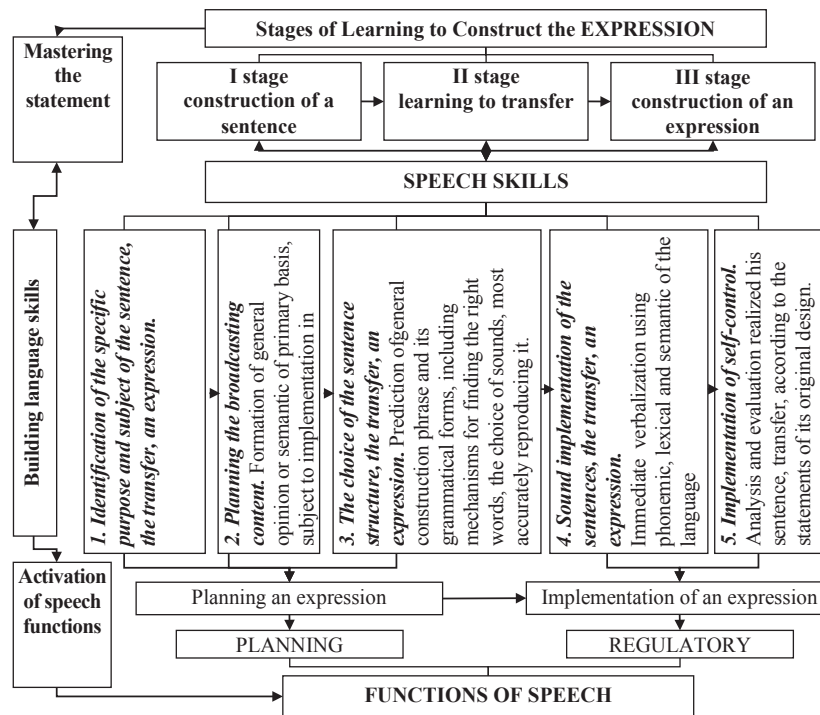 Stages of Learning to Construct the EXPRESSION
Mastering
the
statement
I stage
construction of a
sentence
II stage
learning to transfer
III stage
construction of an
expression
SPEECH SKILLS
Building language skills
1. Identification of the specific
purpose and subject of the sentence,
the transfer, an expression.
2. Planning the broadcasting
content. Formation of general
opinion or semantic of primary basis,
subject to implementation in
3. The choice of the sentence
structure, the transfer, an
expression. Prediction ofgeneral
construction phrase and its
grammatical forms, including
mechanisms for finding the right
words, the choice of sounds, most
accurately reproducing it.
4. Sound implementation of the
sentences, the transfer, an
expression.
Immediate verbalization using
phonemic, lexical and semantic of the
language
5. Implementation of self-control.
Analysis and evaluation realized his
sentence, transfer, according to the
statements of its original design.
Activation
of speech
functions
Planning an expression
Implementation of an expression
PLANNING
REGULATORY
FUNCTIONS OF SPEECH